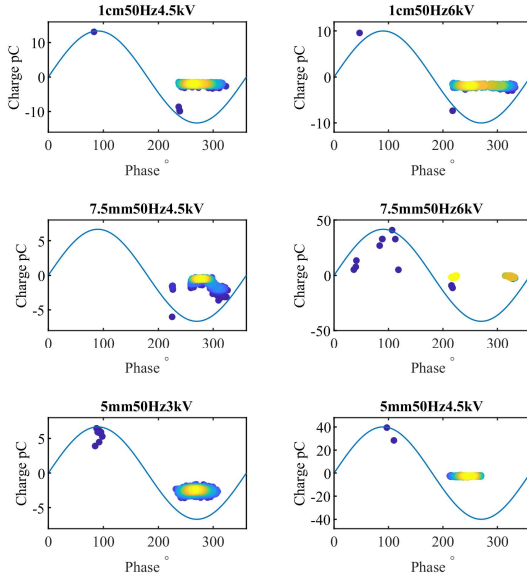 1cm50Hz4.5kV
10
0
-10
Charge pC
0 100 200 300
Phase °
1cm50Hz6kV
10
0
-10
Charge pC
0 100 200 300
Phase °
7.5mm50Hz4.5kV
5
0
-5
Charge pC
0 100 200 300
Phase °
7.5mm50Hz6kV
50
0
-50
Charge pC
0 100 200 300
Phase °
5mm50Hz3kV
5
0
-5
Charge pC
0 100 200 300
Phase °
5mm50Hz4.5kV
40
20
0
-20
-40
Charge pC
0 100 200 300
Phase °